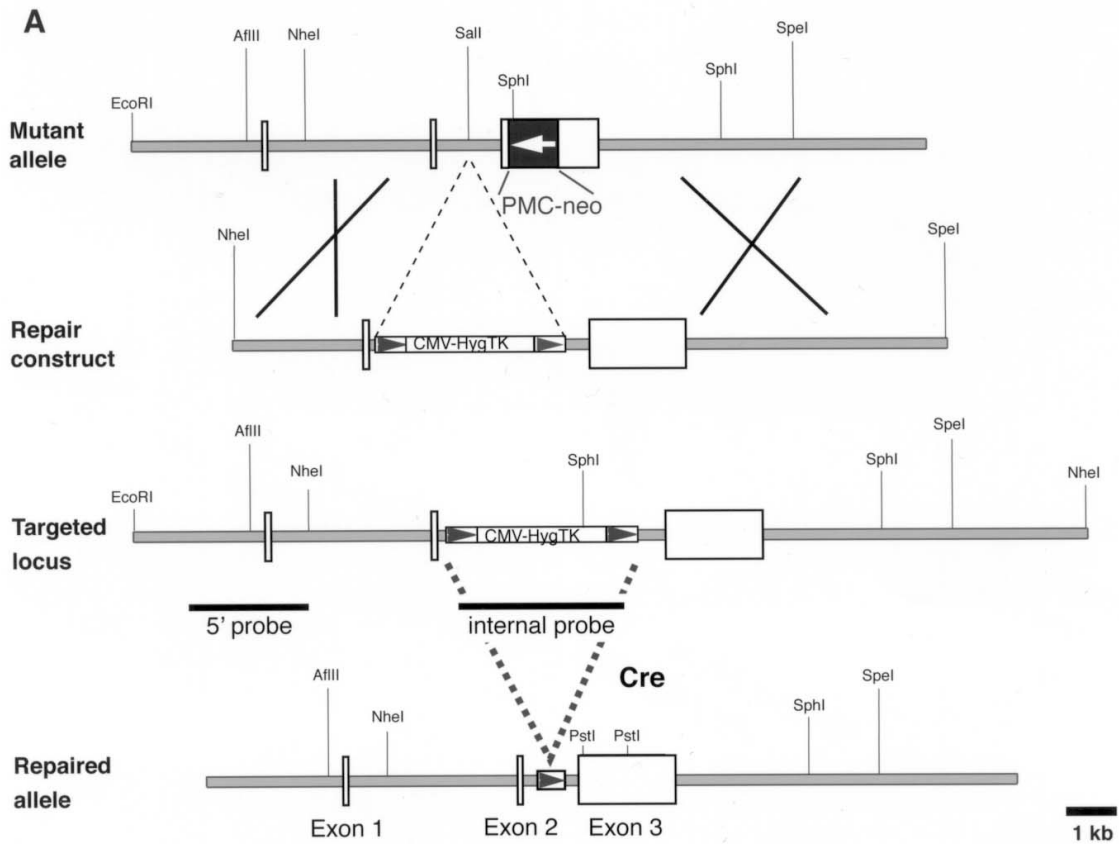 A
AflII NheI SalI SpeI
EcoRI SphI SphI
Mutant
allele
PMC-neo
NheI SpeI
Repair
construct
CMV-HygTK
AflII SpeI
EcoRI NheI SphI SphI NheI
Targeted
locus
CMV-HygTK
5' probe internal probe
Cre
AflII NheI SphI SpeI
PstI PstI
Repaired
allele
Exon 1 Exon 2 Exon 3
1 kb